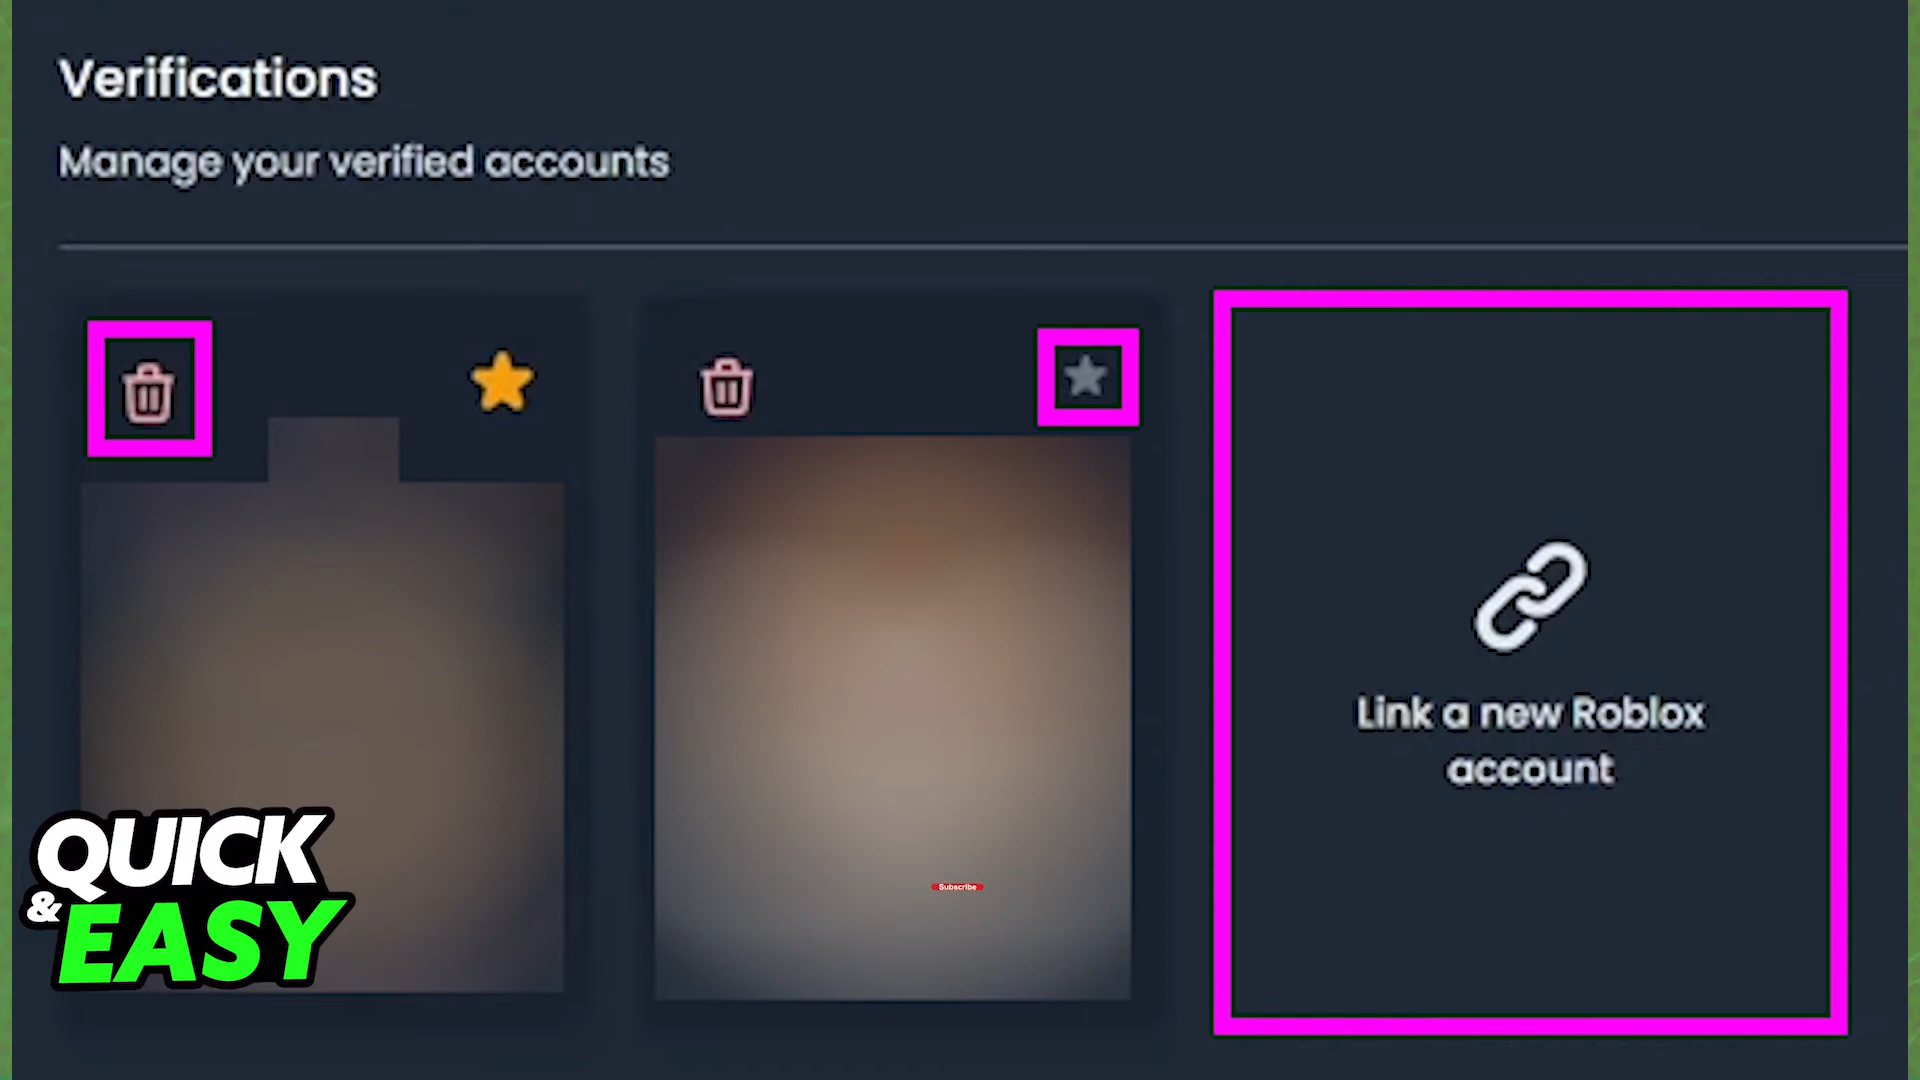 Verifications
Manage your verified accounts
Link a new Roblox
account
Subscribe
QUICK
& EASY